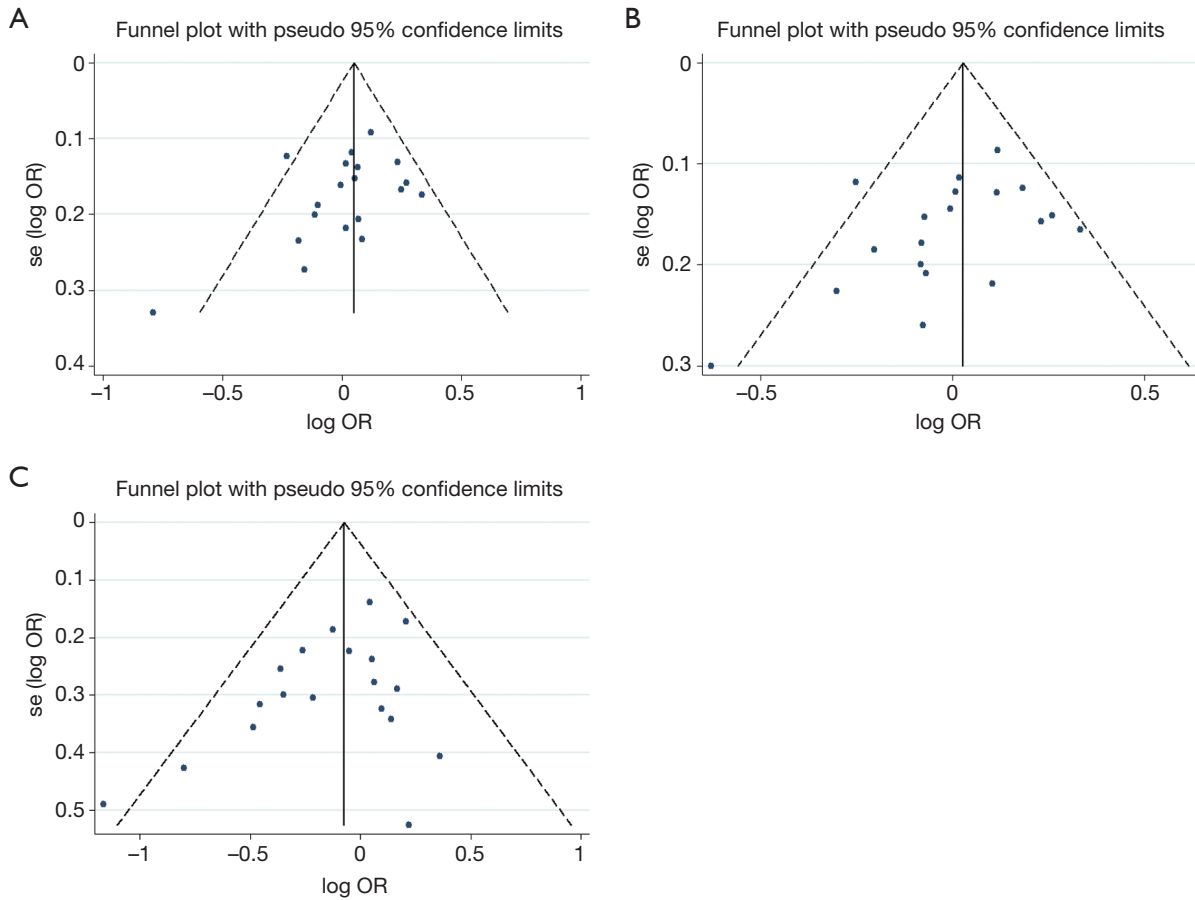 A
Funnel plot with pseudo 95% confidence limits
0
0.1
0.2
0.3
0.4
se (log OR)
–1
–0.5
0
0.5
1
log OR
B
Funnel plot with pseudo 95% confidence limits
0
0.1
0.2
0.3
se (log OR)
–0.5
0
0.5
log OR
C
Funnel plot with pseudo 95% confidence limits
0
0.1
0.2
0.3
0.4
0.5
se (log OR)
–1
–0.5
0
0.5
1
log OR